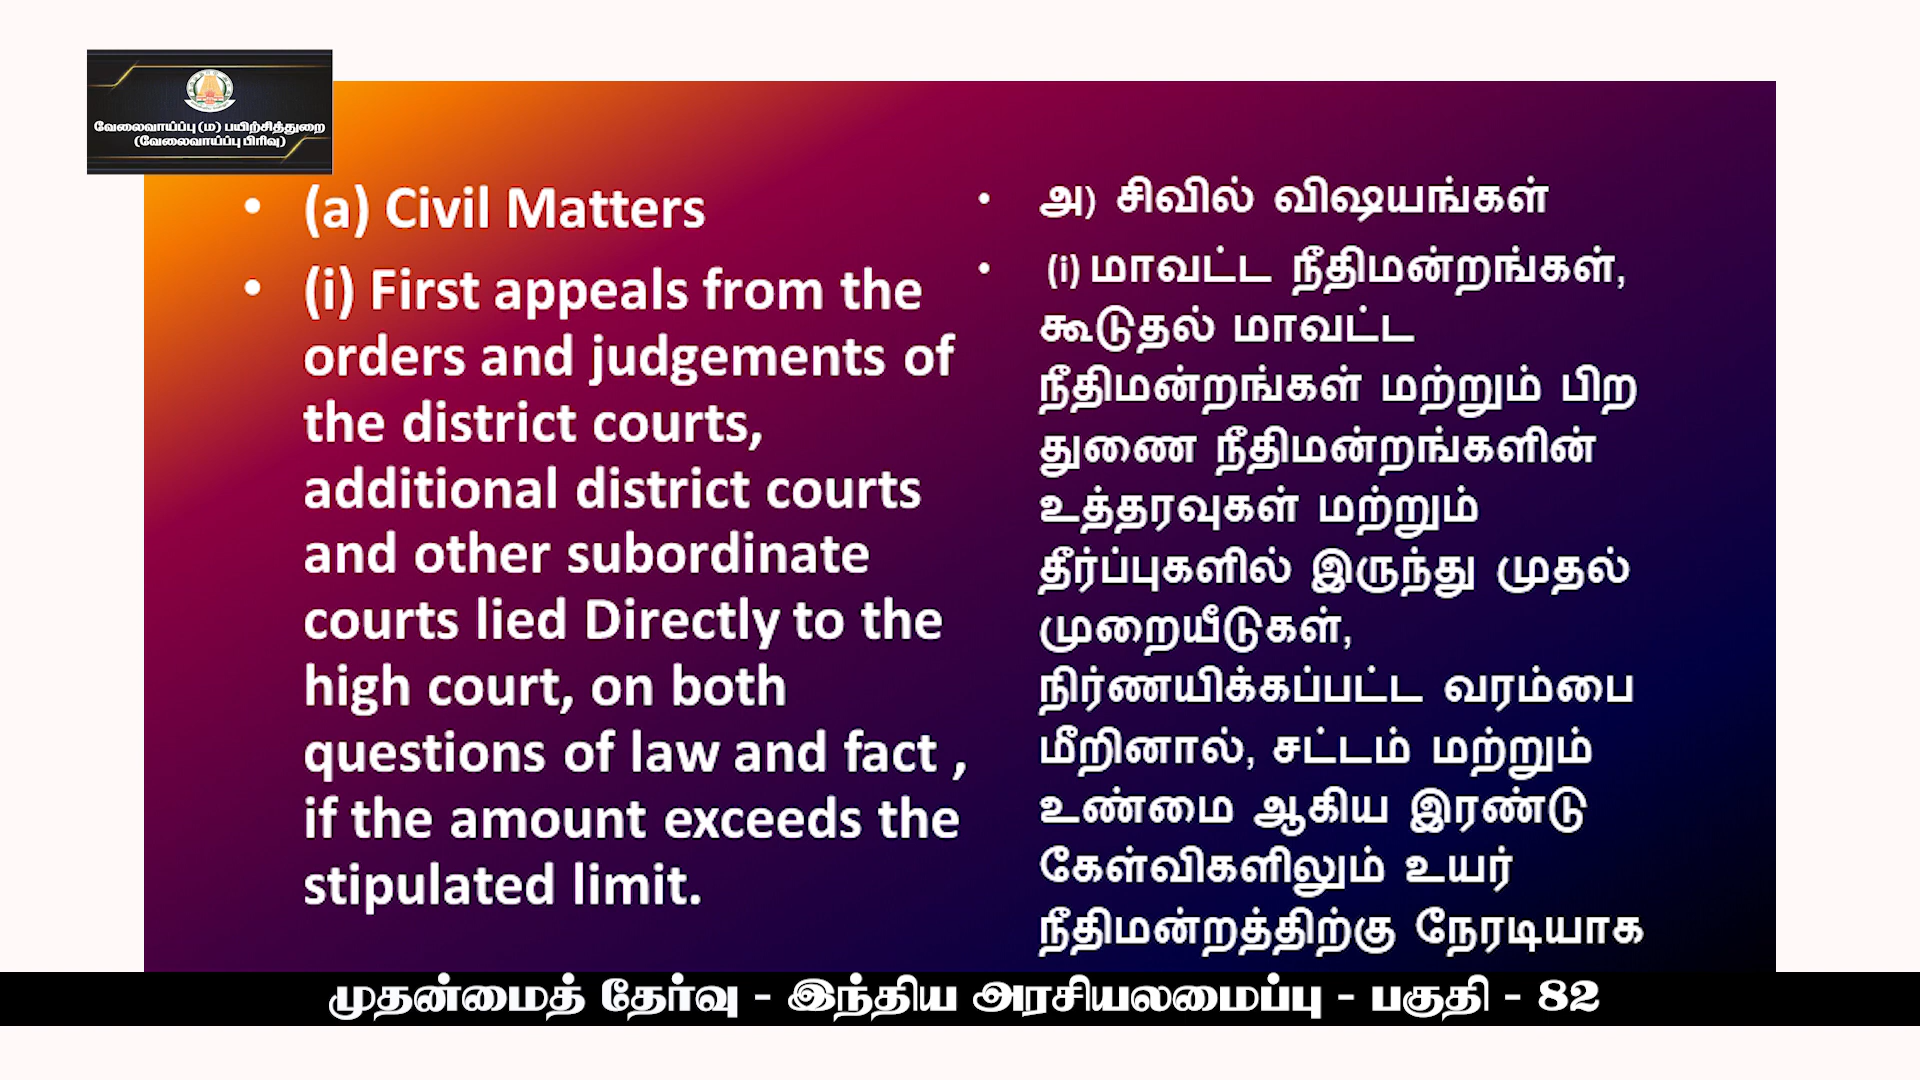 வேலைவாய்ப்பு (ம) பயிற்சித்துறை
(வேலைவாய்ப்பு பிரிவு)
• (a) Civil Matters
• (i) First appeals from the
orders and judgements of
the district courts,
additional district courts
and other subordinate
courts lied Directly to the
high court, on both
questions of law and fact ,
if the amount exceeds the
stipulated limit.
• அ) சிவில் விஷயங்கள்
• (i) மாவட்ட நீதிமன்றங்கள்,
கூடுதல் மாவட்ட
நீதிமன்றங்கள் மற்றும் பிற
துணை நீதிமன்றங்களின்
உத்தரவுகள் மற்றும்
தீர்ப்புகளில் இருந்து முதல்
முறையீடுகள்,
நிர்ணயிக்கப்பட்ட வரம்பை
மீறினால், சட்டம் மற்றும்
உண்மை ஆகிய இரண்டு
கேள்விகளிலும் உயர்
நீதிமன்றத்திற்கு நேரடியாக
முதன்மைத் தேர்வு - இந்திய அரசியலமைப்பு - பகுதி - 82